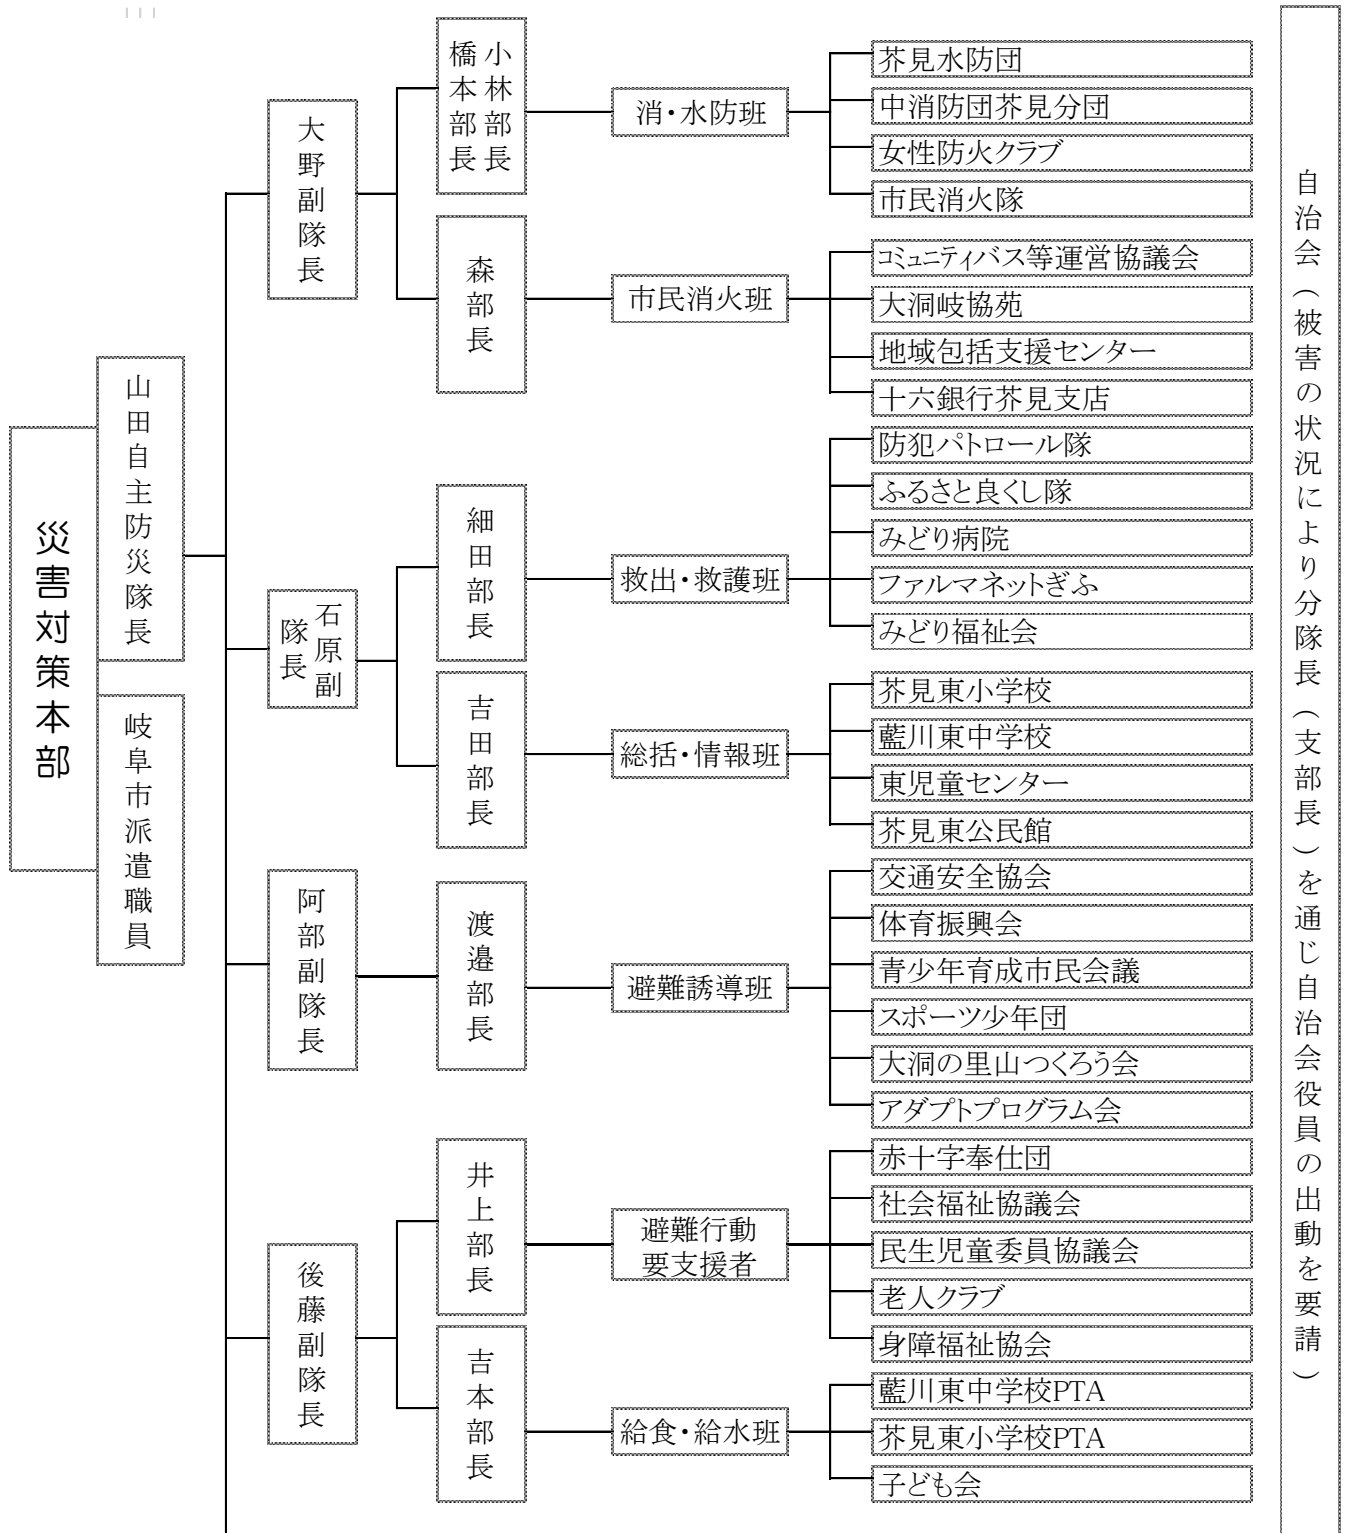 災害対策本部
山田自主防災隊長
岐阜市派遣職員
大野副隊長
小林部長
橋本部長
消・水防班
芥見水防団
中消防団芥見分団
女性防火クラブ
市民消火隊
森部長
市民消火班
コミュニティバス等運営協議会
大洞岐協苑
地域包括支援センター
十六銀行芥見支店
石原副
隊長
細田部長
救出・救護班
防犯パトロール隊
ふるさと良くし隊
みどり病院
ファルマネットぎふ
みどり福祉会
吉田部長
総括・情報班
芥見東小学校
藍川東中学校
東児童センター
芥見東公民館
阿部副隊長
渡邉部長
避難誘導班
交通安全協会
体育振興会
青少年育成市民会議
スポーツ少年団
大洞の里山つくろう会
アダプトプログラム会
後藤副隊長
井上部長
避難行動
要支援者
赤十字奉仕団
社会福祉協議会
民生児童委員協議会
老人クラブ
身障福祉協会
吉本部長
給食・給水班
藍川東中学校PTA
芥見東小学校PTA
子ども会
自治会（被害の状況により分隊長（支部長）を通じ自治会役員の出動を要請）